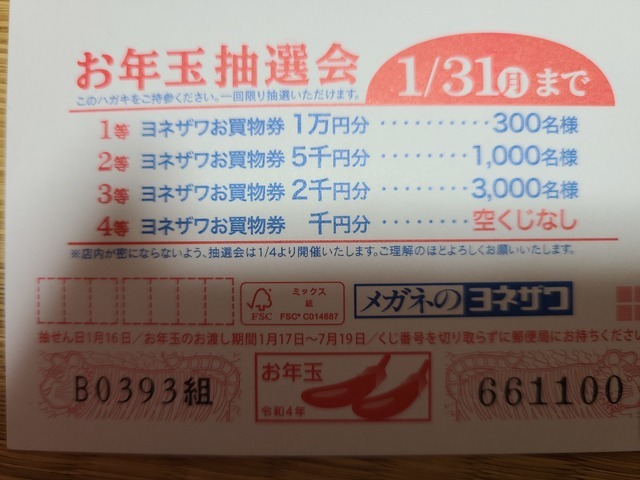 お年玉抽選会
1/31(月)まで
このハガキをご持参ください。一回限り抽選いただけます。
1等 ヨネザワお買物券 1万円分 ·········· 300名様
2等 ヨネザワお買物券 5千円分 ········ 1,000名様
3等 ヨネザワお買物券 2千円分 ········ 3,000名様
4等 ヨネザワお買物券 千円分 ········ 空くじなし
※店内が密にならないよう、抽選会は1/4より開催いたします。ご理解のほどよろしくお願いいたします。
FSC
ミックス
紙
FSC® C014687
メガネのヨネザワ
抽せん日1月16日/お年玉のお渡し期間1月17日〜7月19日/くじ番号を切り取らずに郵便局にお持ちください
B0393組
お年玉
令和4年
661100